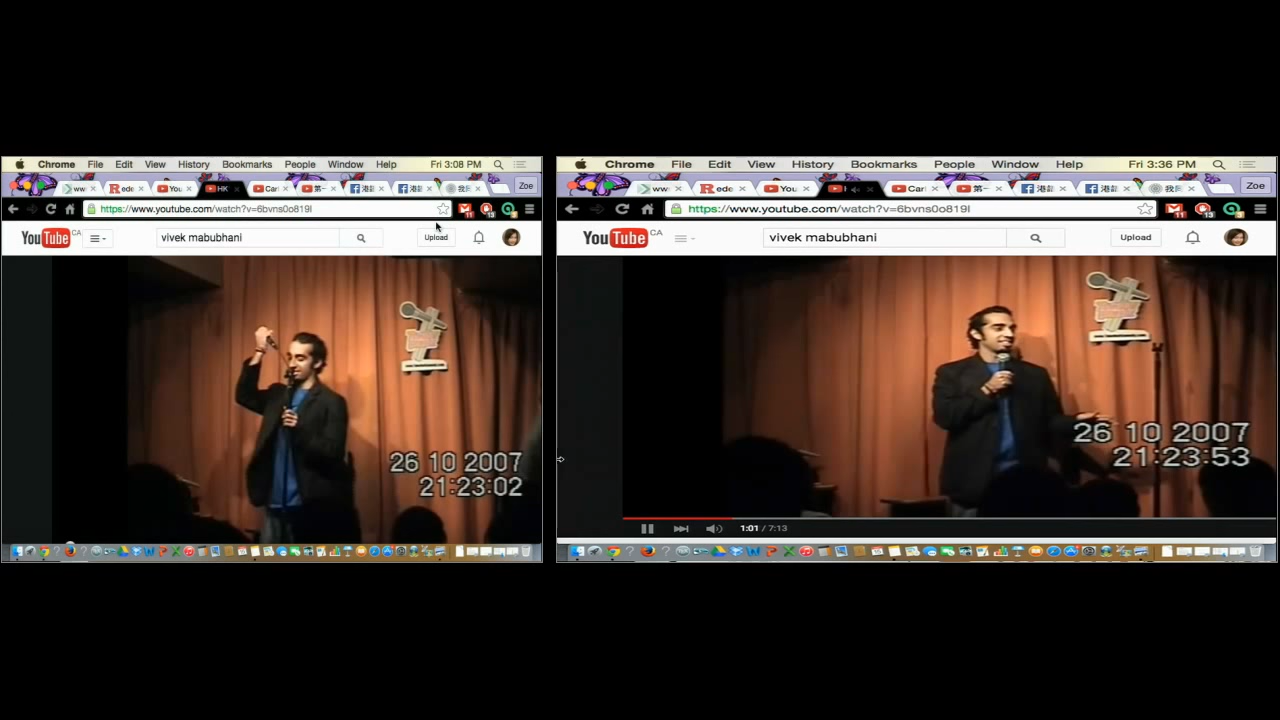 Chrome File Edit View History Bookmarks People Window Help Fri 3:08 PM
Zoe
https://www.youtube.com/watch?v=6bvns0o819I
YouTube CA
vivek mabubhani
Upload
26 10 2007
21:23:02
Chrome File Edit View History Bookmarks People Window Help Fri 3:36 PM
Zoe
https://www.youtube.com/watch?v=6bvns0o819I
YouTube CA
vivek mabubhani
Upload
26 10 2007
21:23:53
1:01 / 7:13